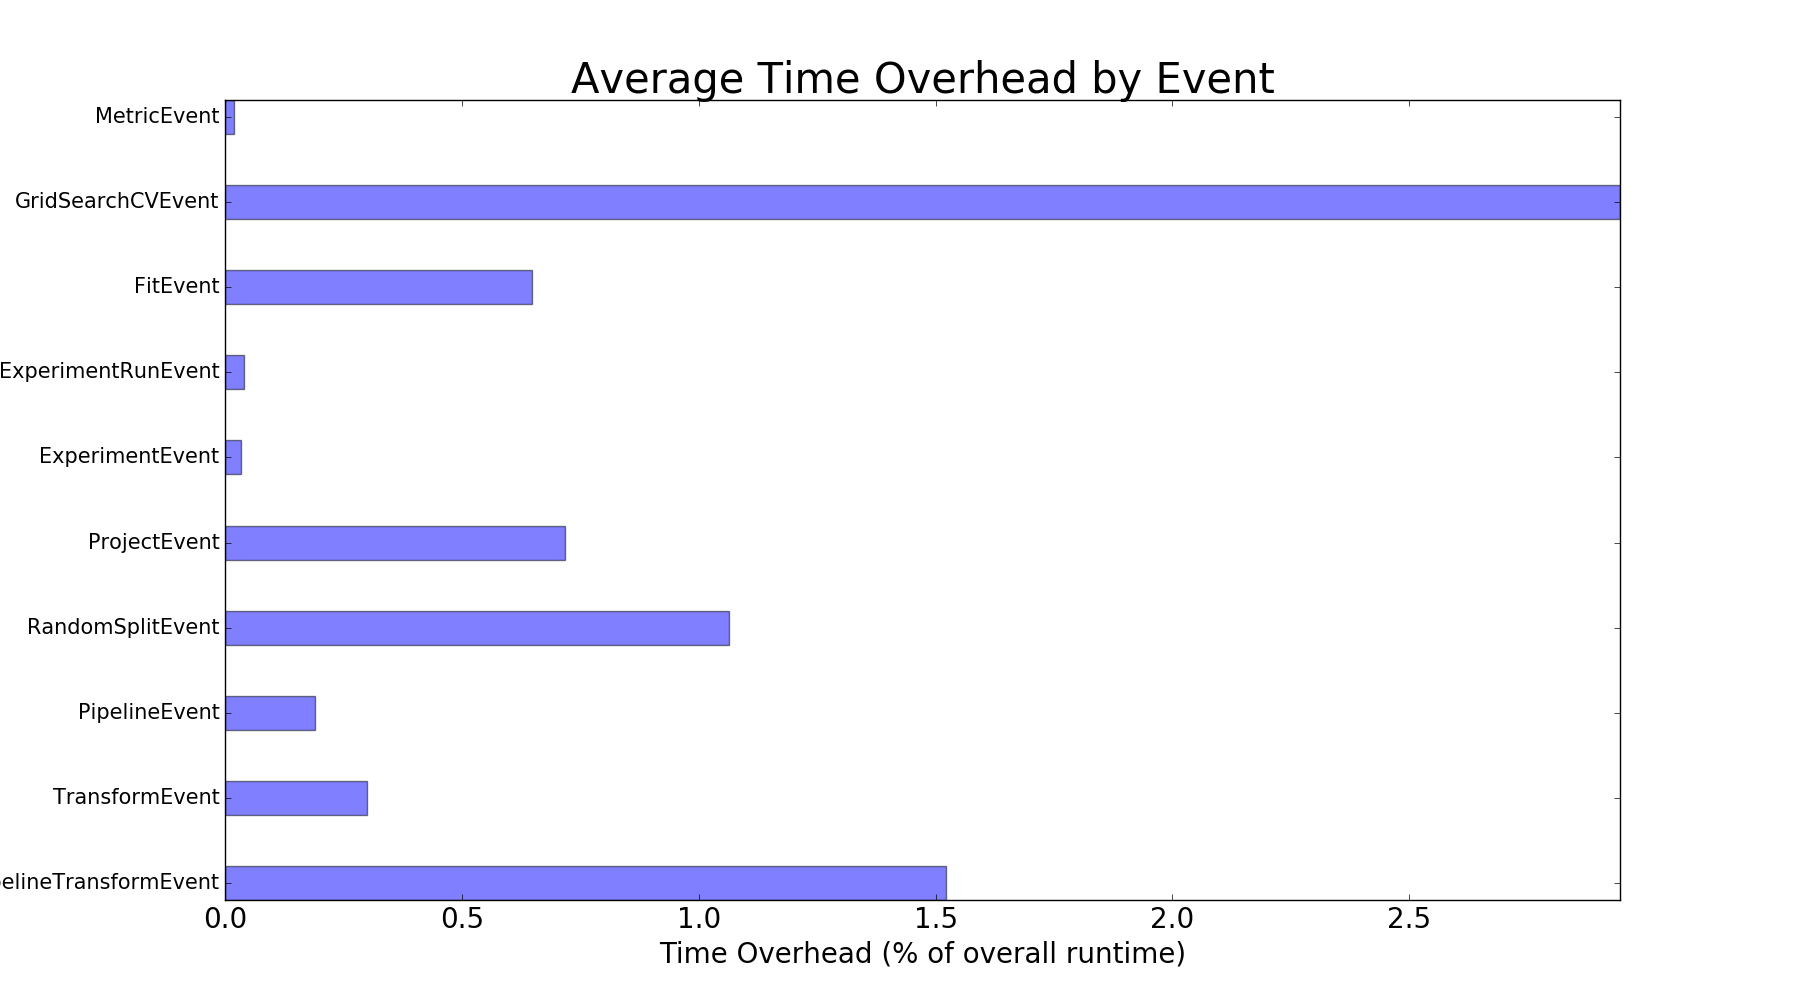 Average Time Overhead by Event
MetricEvent
GridSearchCVEvent
FitEvent
ExperimentRunEvent
ExperimentEvent
ProjectEvent
RandomSplitEvent
PipelineEvent
TransformEvent
elineTransformEvent
0.0 0.5 1.0 1.5 2.0 2.5
Time Overhead (% of overall runtime)